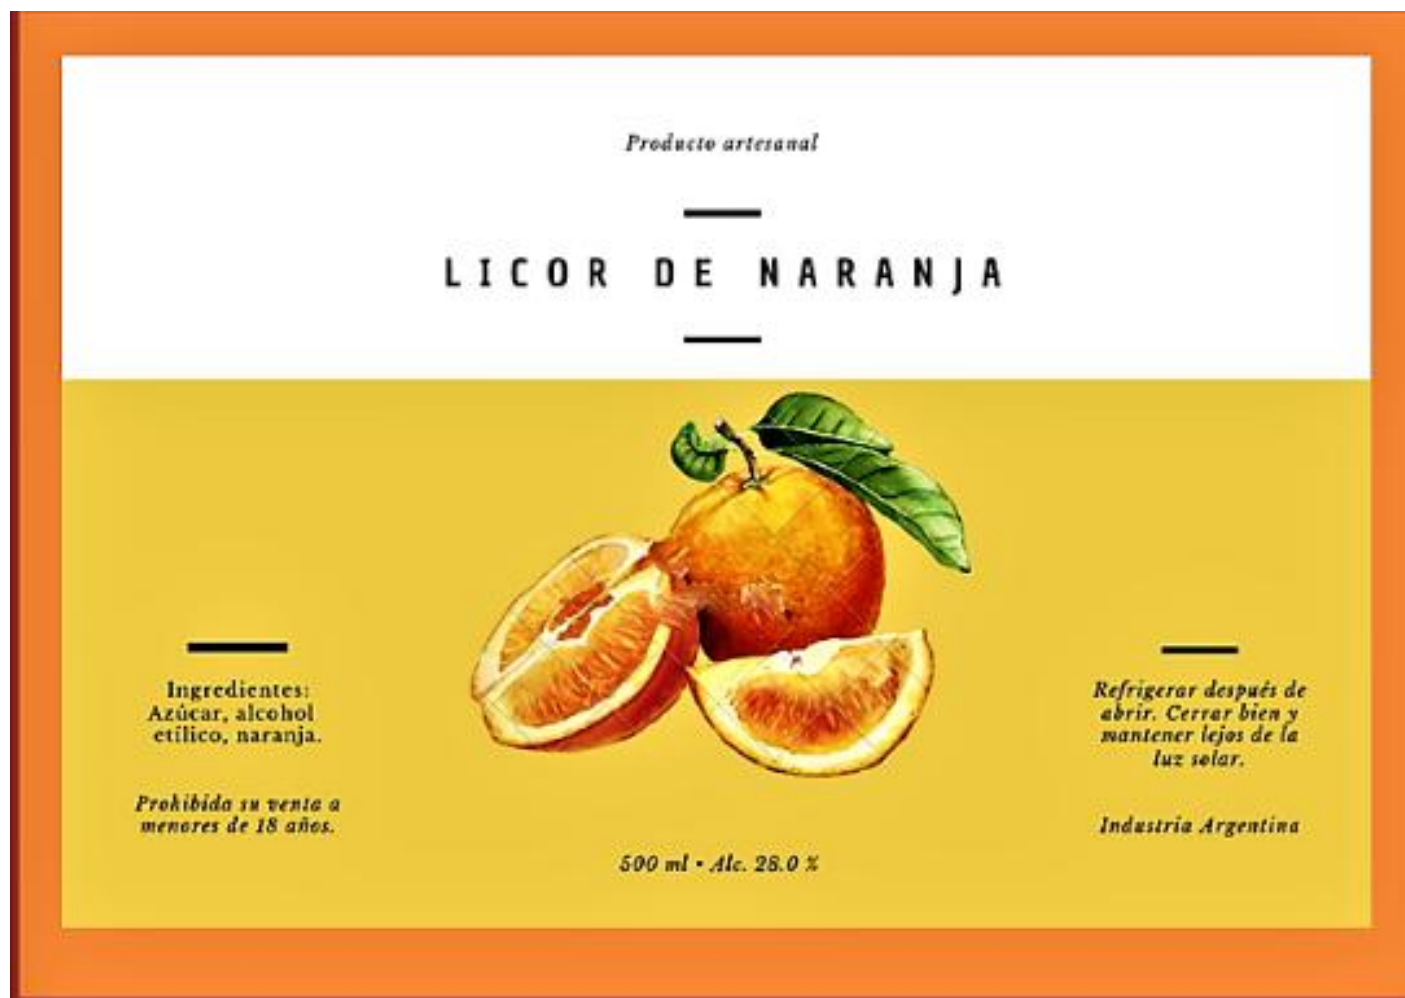 Producto artesanal
LICOR DE NARANJA
Ingredientes:
Azúcar, alcohol
etílico, naranja.
Prohibida su venta a
menores de 18 años.
500 ml • Alc. 28.0 %
Refrigerar después de
abrir. Cerrar bien y
mantener lejos de la
luz solar.
Industria Argentina